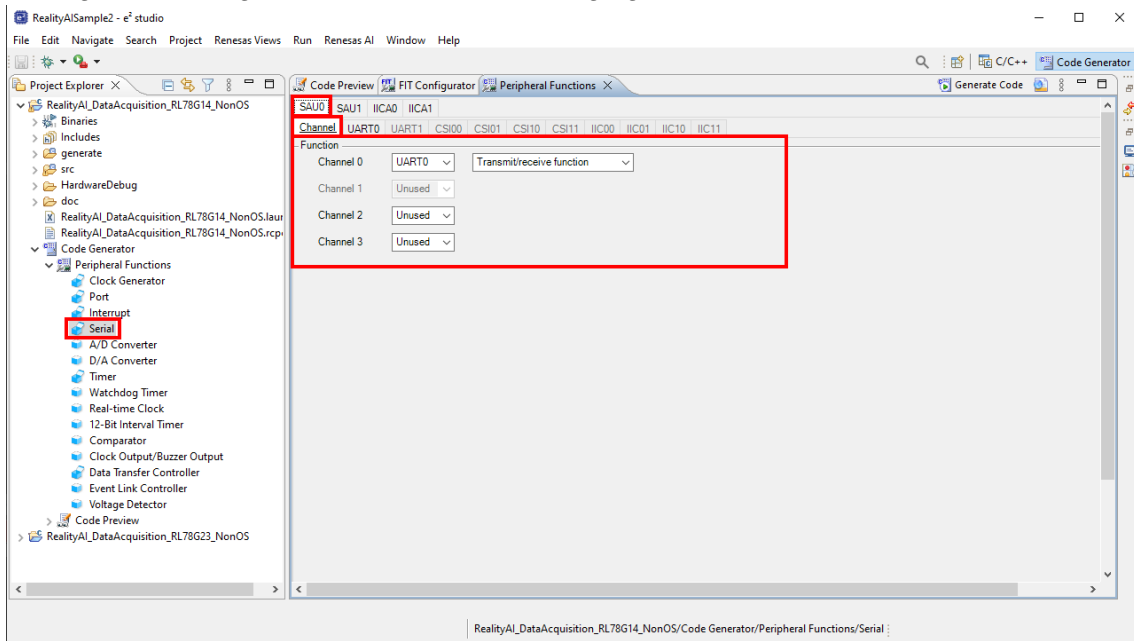 RealityAISample2 - e² studio
File Edit Navigate Search Project Renesas Views Run Renesas AI Window Help
C/C++ Code Generator
Project Explorer
Code Preview FIT Configurator Peripheral Functions
Generate Code
RealityAI_DataAcquisition_RL78G14_NonOS
Binaries
Includes
generate
src
HardwareDebug
doc
RealityAI_DataAcquisition_RL78G14_NonOS.laun
RealityAI_DataAcquisition_RL78G14_NonOS.rcp
Code Generator
Peripheral Functions
Clock Generator
Port
Interrupt
Serial
A/D Converter
D/A Converter
Timer
Watchdog Timer
Real-time Clock
12-Bit Interval Timer
Comparator
Clock Output/Buzzer Output
Data Transfer Controller
Event Link Controller
Voltage Detector
Code Preview
RealityAI_DataAcquisition_RL78G23_NonOS
SAU0 SAU1 IICA0 IICA1
Channel UART0 UART1 CSI00 CSI01 CSI10 CSI11 IIC00 IIC01 IIC10 IIC11
Function
Channel 0 UART0 Transmit/receive function
Channel 1 Unused
Channel 2 Unused
Channel 3 Unused
RealityAI_DataAcquisition_RL78G14_NonOS/Code Generator/Peripheral Functions/Serial